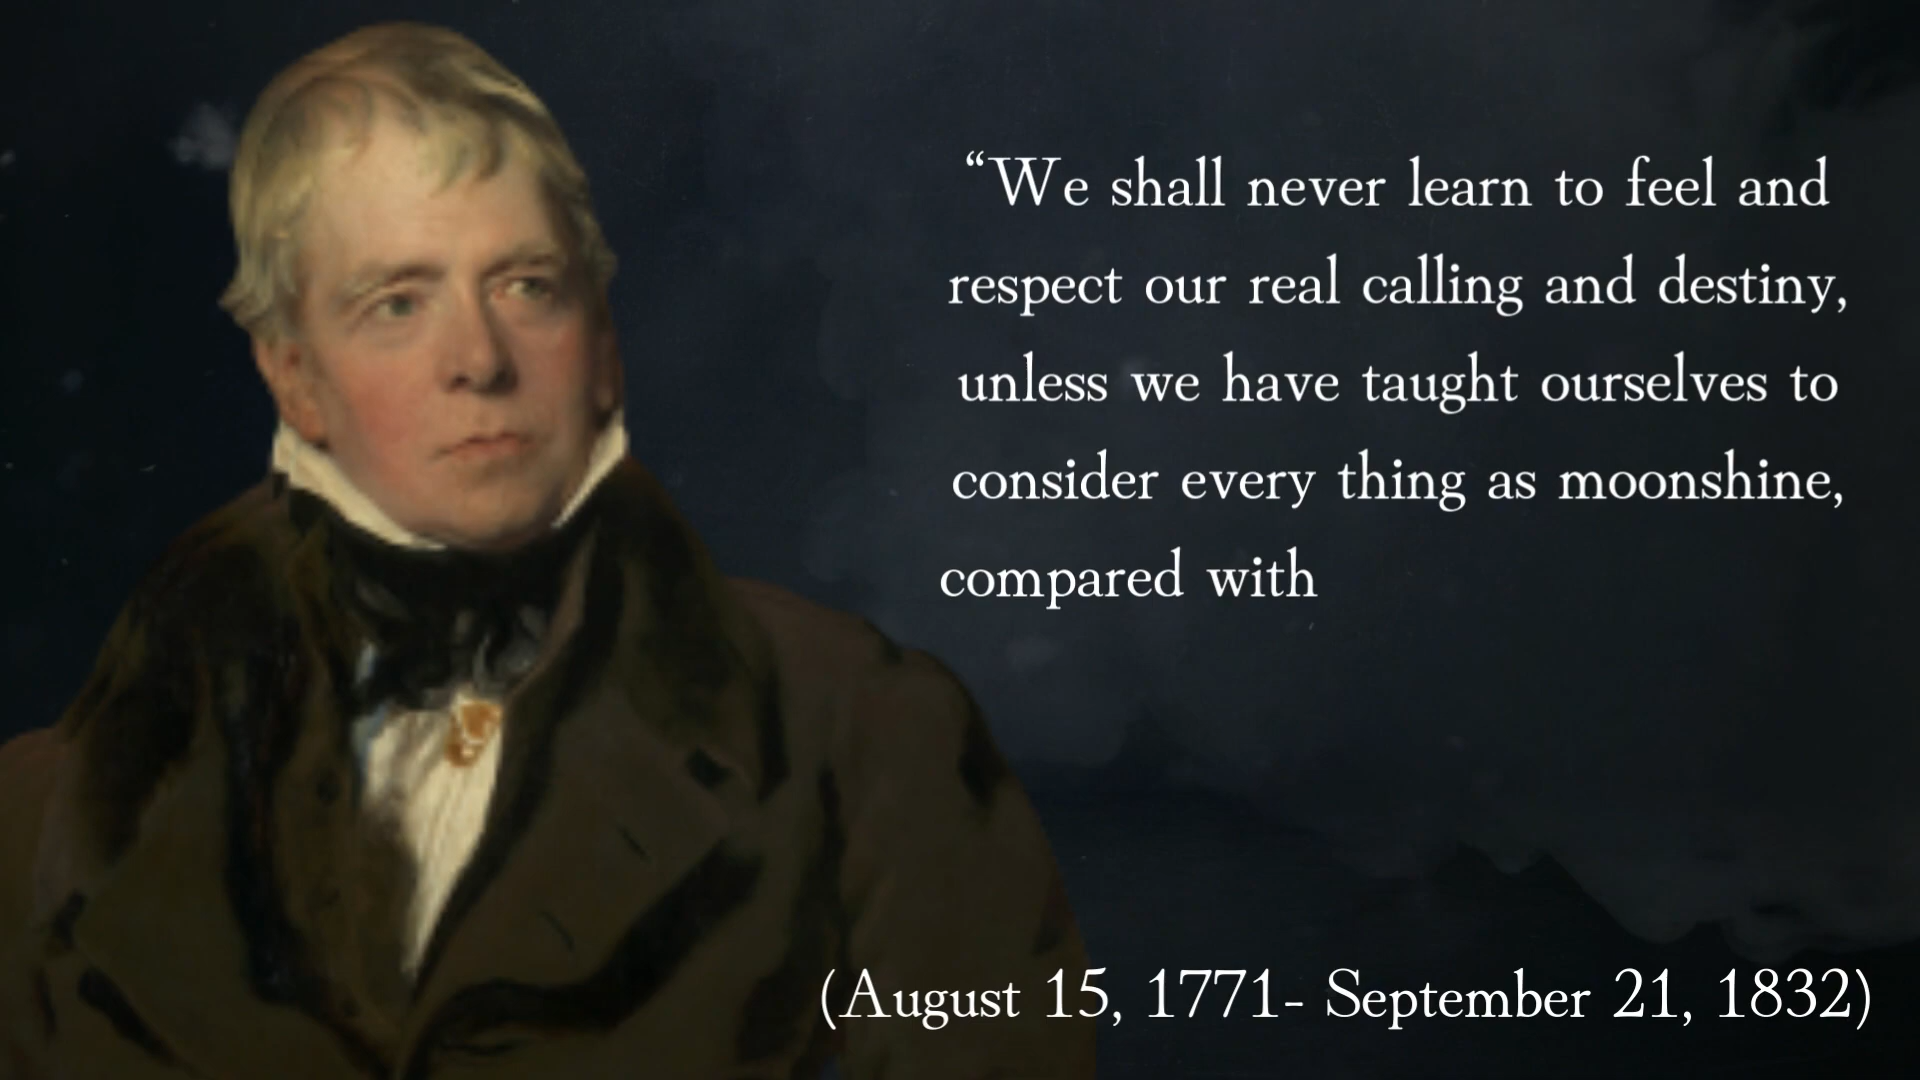 “We shall never learn to feel and
respect our real calling and destiny,
unless we have taught ourselves to
consider every thing as moonshine,
compared with
(August 15, 1771- September 21, 1832)